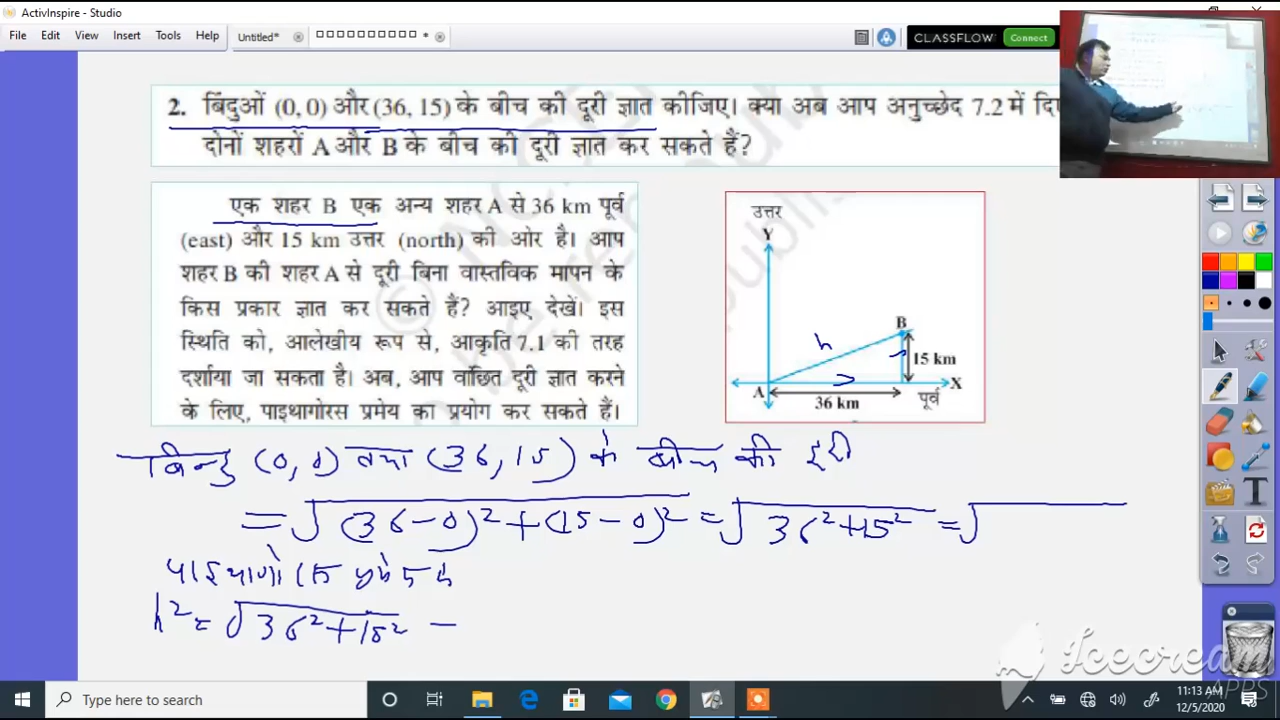 ActivInspire - Studio
File Edit View Insert Tools Help Untitled* CLASSFLOW Connect
2. बिंदुओं (0, 0) और (36, 15) के बीच की दूरी ज्ञात कीजिए। क्या अब आप अनुच्छेद 7.2 में दिए
दोनों शहरों A और B के बीच की दूरी ज्ञात कर सकते हैं?
एक शहर B एक अन्य शहर A से 36 km पूर्व
(east) और 15 km उत्तर (north) की ओर है। आप
शहर B की शहर A से दूरी बिना वास्तविक मापन के
किस प्रकार ज्ञात कर सकते हैं? आइए देखें। इस
स्थिति को, आलेखीय रूप से, आकृति 7.1 की तरह
दर्शाया जा सकता है। अब, आप वांछित दूरी ज्ञात करने
के लिए, पाइथागोरस प्रमेय का प्रयोग कर सकते हैं।
उत्तर
Y
B
h
15 km
A
X
36 km
पूर्व
बिन्दु (0, 0) तथा (36, 15) के बीच की दूरी
= √(36-0)²+(15-0)² = √36²+15² = √
h² = √36²+15² =
Icecream
APPS
Type here to search
11:13 AM
12/5/2020